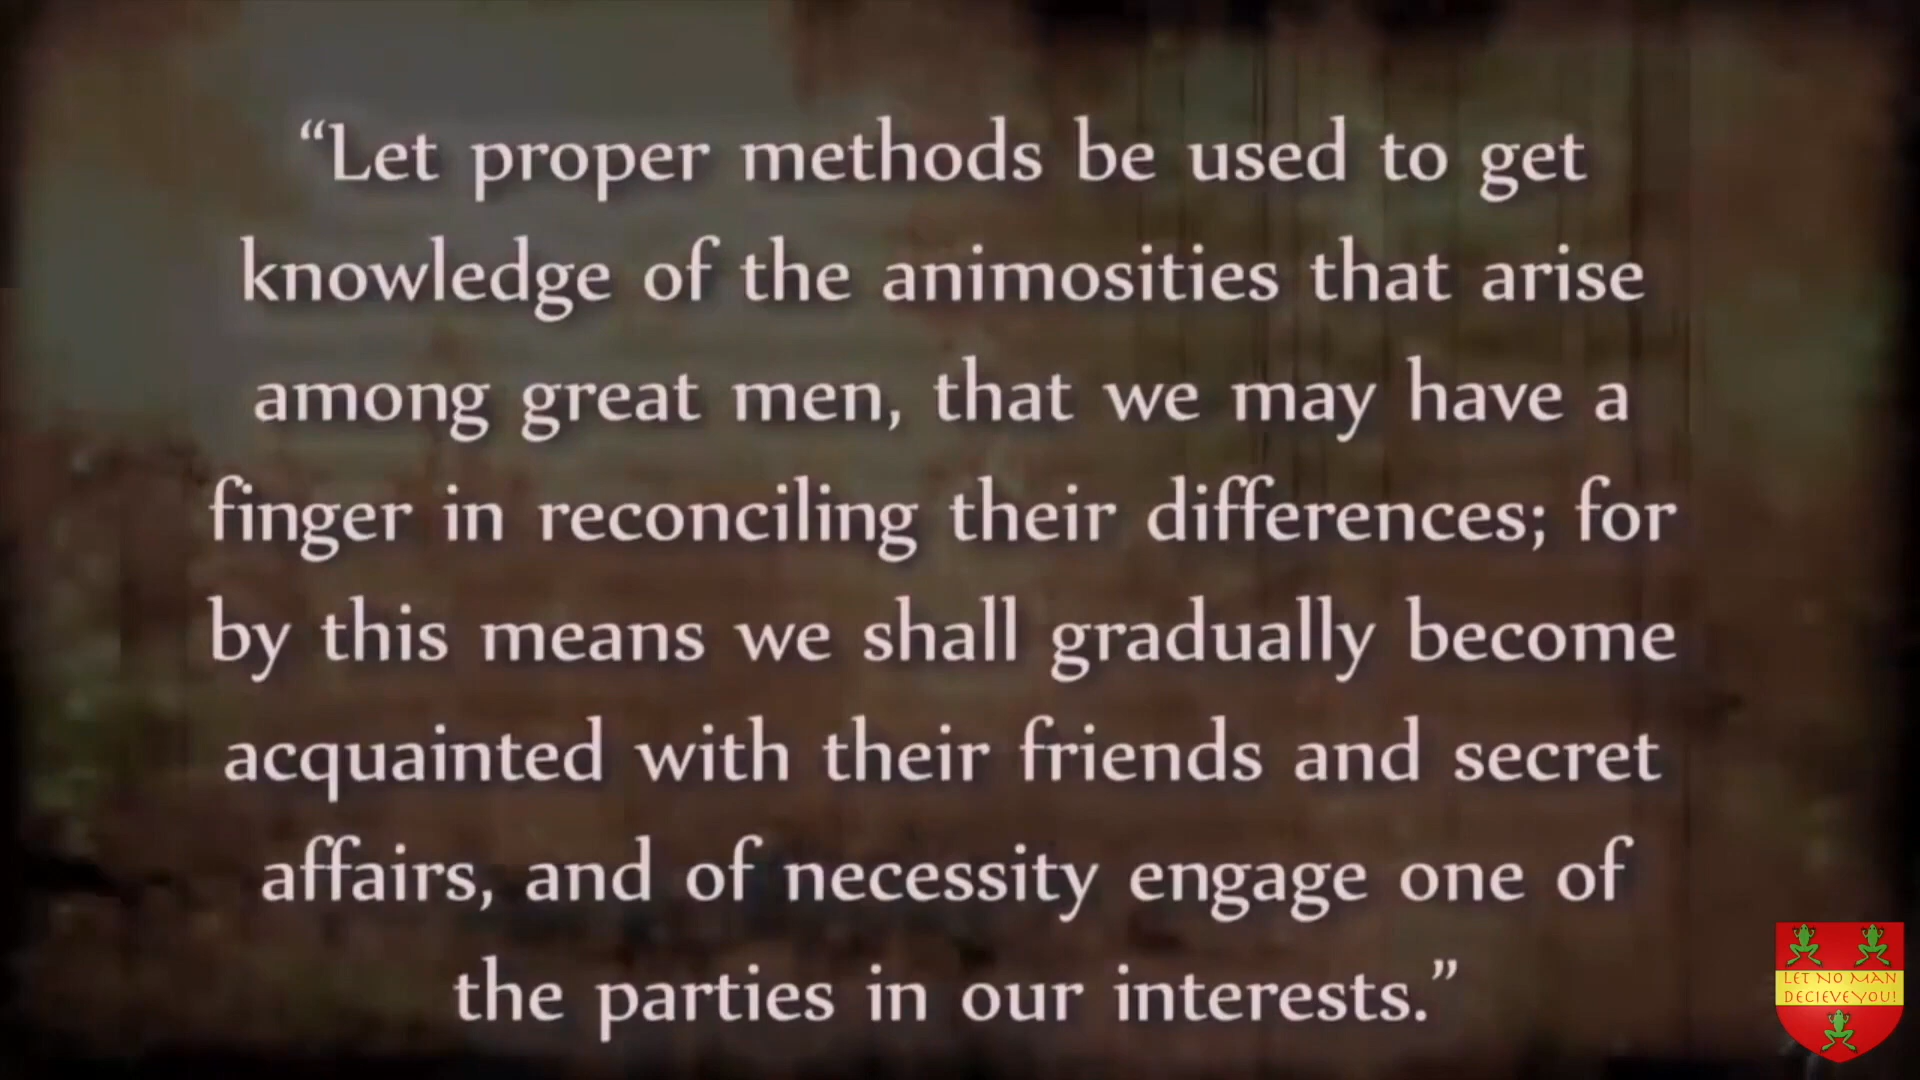 “Let proper methods be used to get
knowledge of the animosities that arise
among great men, that we may have a
finger in reconciling their differences; for
by this means we shall gradually become
acquainted with their friends and secret
affairs, and of necessity engage one of
the parties in our interests.”
LET NO MAN
DECIEVE YOU!